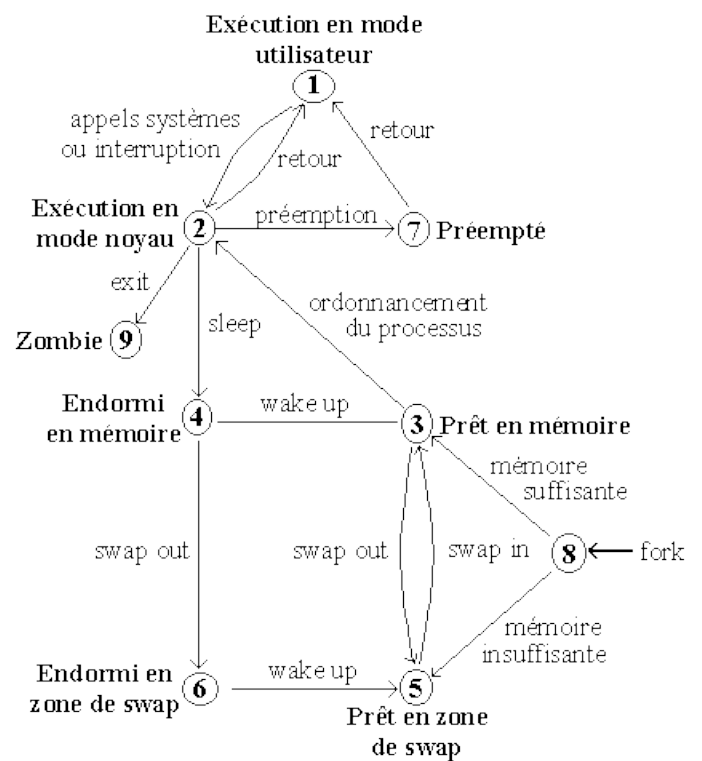 Exécution en mode
utilisateur
1
appels systèmes
ou interruption
retour
retour
Exécution en
mode noyau
2
préemption
7
Préempté
exit
ordonnancement
du processus
Zombie
9
sleep
Endormi
en mémoire
4
wake up
3
Prêt en mémoire
mémoire
suffisante
swap out
swap out
swap in
8
fork
mémoire
insuffisante
Endormi en
zone de swap
6
wake up
5
Prêt en zone
de swap